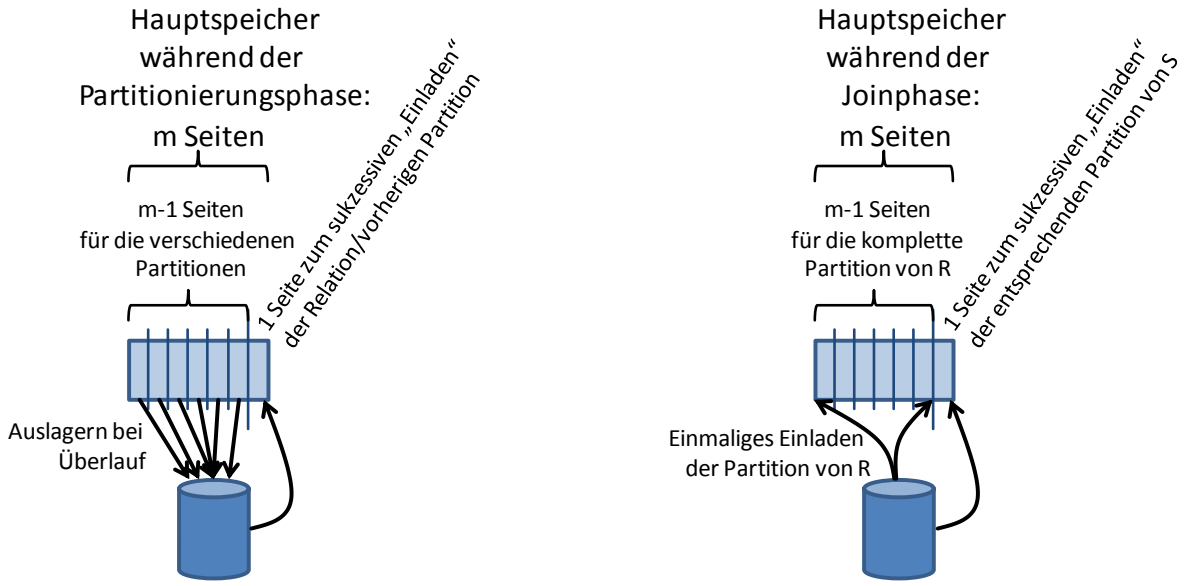 Hauptspeicher
während der
Partitionierungsphase:
m Seiten
m-1 Seiten
für die verschiedenen
Partitionen
1 Seite zum sukzessiven „Einladen“
der Relation/vorherigen Partition
Auslagern bei
Überlauf
Hauptspeicher
während der
Joinphase:
m Seiten
m-1 Seiten
für die komplette
Partition von R
1 Seite zum sukzessiven „Einladen“
der entsprechenden Partition von S
Einmaliges Einladen
der Partition von R